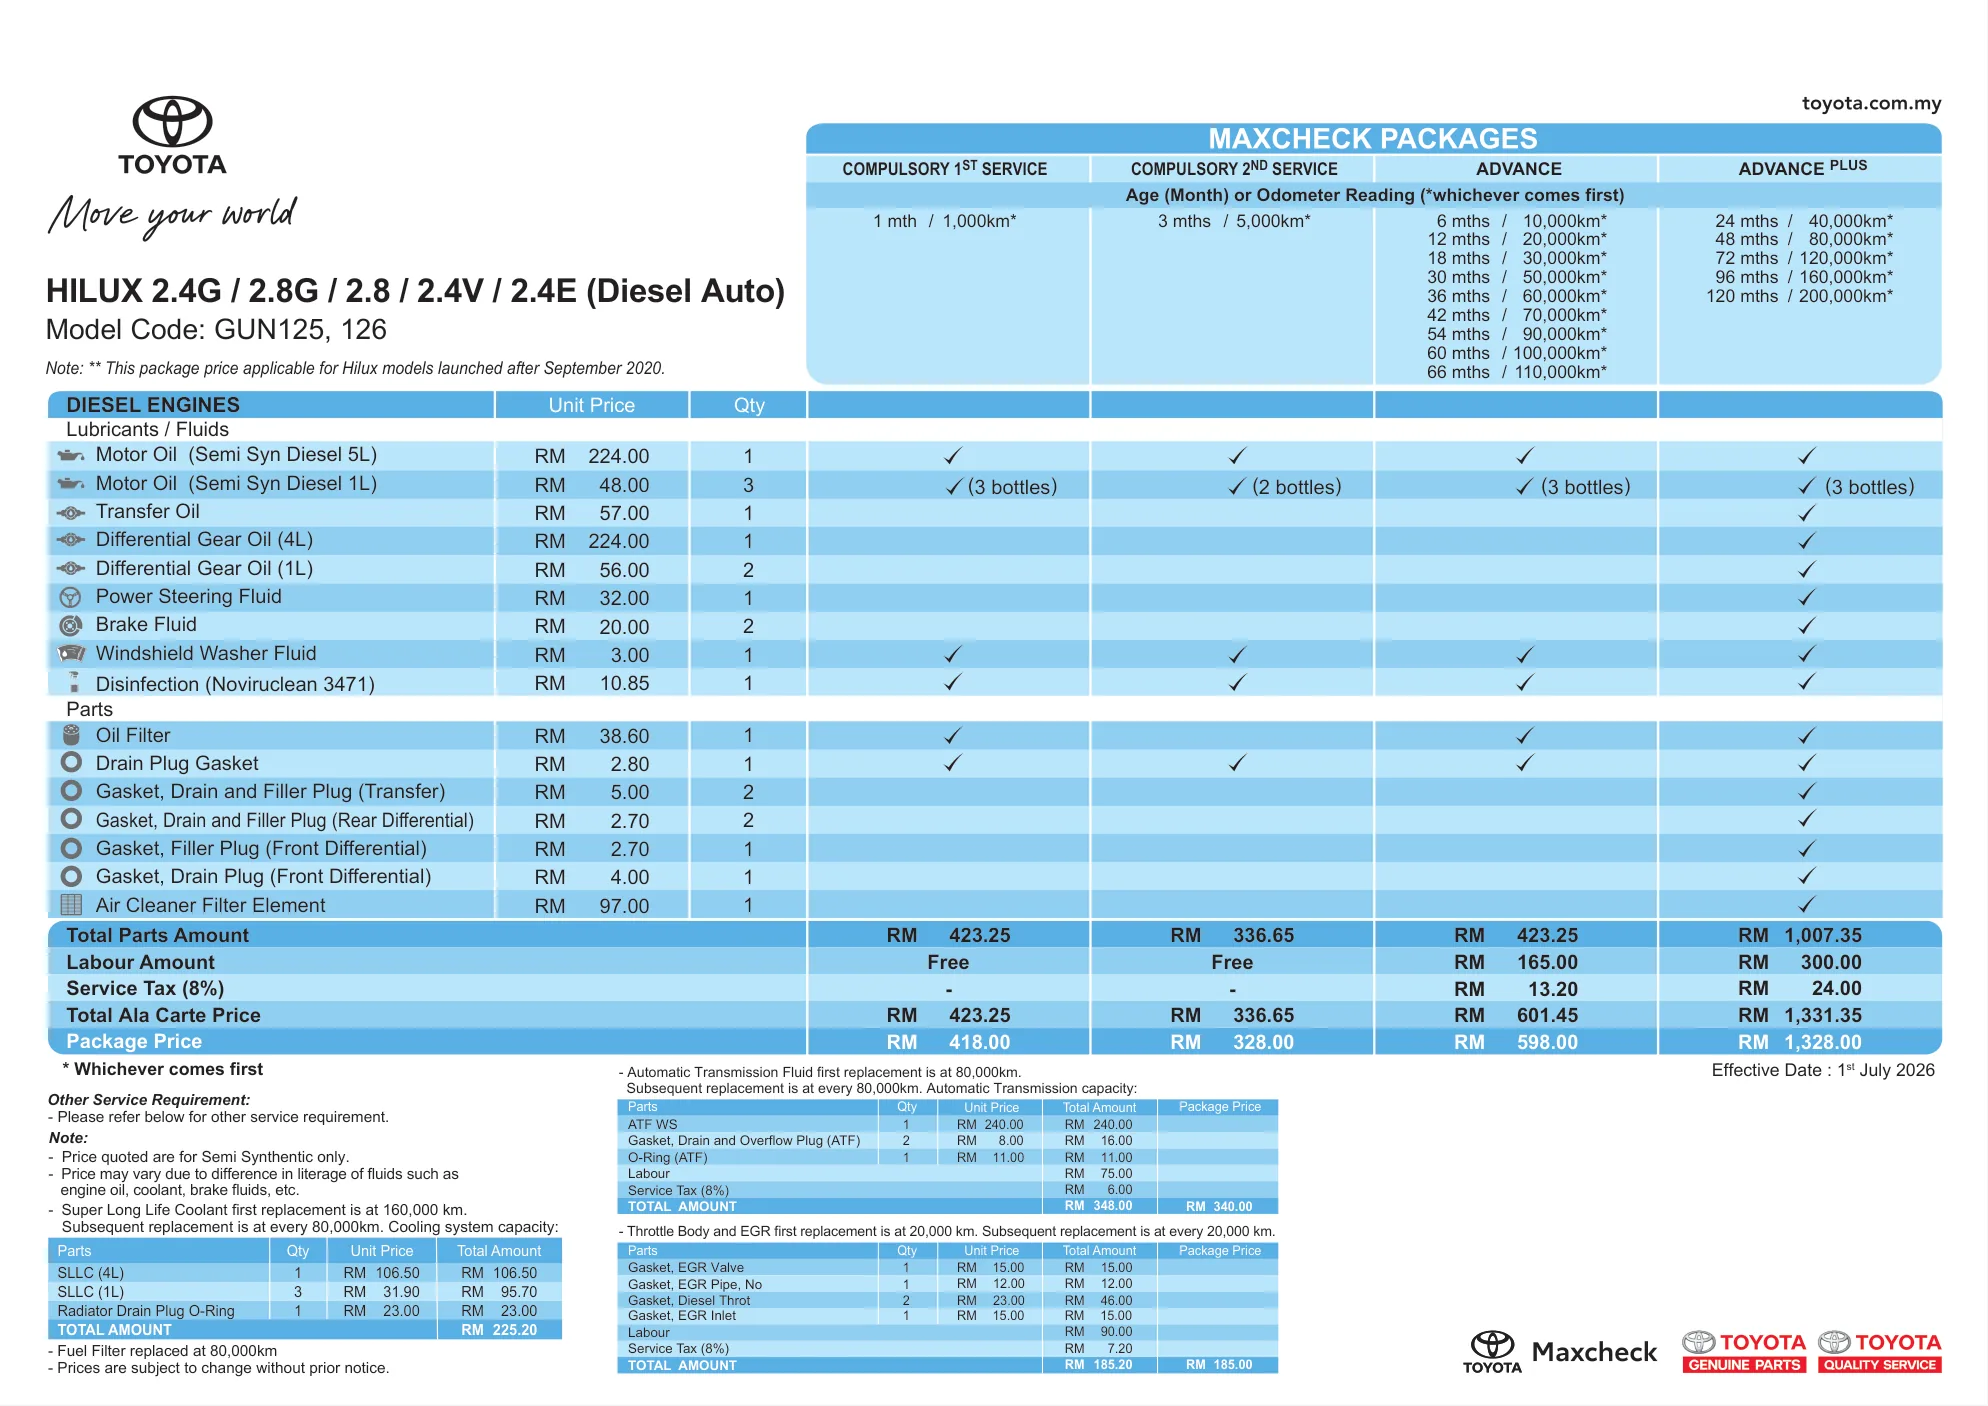 toyota.com.my
TOYOTA
Move your world
HILUX 2.4G / 2.8G / 2.8 / 2.4V / 2.4E (Diesel Auto)
Model Code: GUN125, 126
Note: ** This package price applicable for Hilux models launched after September 2020.
MAXCHECK PACKAGES
COMPULSORY 1ST SERVICE COMPULSORY 2ND SERVICE ADVANCE ADVANCE PLUS
Age (Month) or Odometer Reading (*whichever comes first)
1 mth / 1,000km* 3 mths / 5,000km* 6 mths / 10,000km* 24 mths / 40,000km*
12 mths / 20,000km* 48 mths / 80,000km*
18 mths / 30,000km* 72 mths / 120,000km*
30 mths / 50,000km* 96 mths / 160,000km*
36 mths / 60,000km* 120 mths / 200,000km*
42 mths / 70,000km*
54 mths / 90,000km*
60 mths / 100,000km*
66 mths / 110,000km*
DIESEL ENGINES Unit Price Qty
Lubricants / Fluids
Motor Oil (Semi Syn Diesel 5L) RM 224.00 1 ✓ ✓ ✓ ✓
Motor Oil (Semi Syn Diesel 1L) RM 48.00 3 ✓ (3 bottles) ✓ (2 bottles) ✓ (3 bottles) ✓ (3 bottles)
Transfer Oil RM 57.00 1 ✓
Differential Gear Oil (4L) RM 224.00 1 ✓
Differential Gear Oil (1L) RM 56.00 2 ✓
Power Steering Fluid RM 32.00 1 ✓
Brake Fluid RM 20.00 2 ✓
Windshield Washer Fluid RM 3.00 1 ✓ ✓ ✓ ✓
Disinfection (Noviruclean 3471) RM 10.85 1 ✓ ✓ ✓ ✓
Parts
Oil Filter RM 38.60 1 ✓ ✓ ✓
Drain Plug Gasket RM 2.80 1 ✓ ✓ ✓ ✓
Gasket, Drain and Filler Plug (Transfer) RM 5.00 2 ✓
Gasket, Drain and Filler Plug (Rear Differential) RM 2.70 2 ✓
Gasket, Filler Plug (Front Differential) RM 2.70 1 ✓
Gasket, Drain Plug (Front Differential) RM 4.00 1 ✓
Air Cleaner Filter Element RM 97.00 1 ✓
Total Parts Amount RM 423.25 RM 336.65 RM 423.25 RM 1,007.35
Labour Amount Free Free RM 165.00 RM 300.00
Service Tax (8%) - - RM 13.20 RM 24.00
Total Ala Carte Price RM 423.25 RM 336.65 RM 601.45 RM 1,331.35
Package Price RM 418.00 RM 328.00 RM 598.00 RM 1,328.00
* Whichever comes first
Effective Date : 1st July 2026
Other Service Requirement:
- Please refer below for other service requirement.
Note:
- Price quoted are for Semi Synthetic only.
- Price may vary due to difference in literage of fluids such as
engine oil, coolant, brake fluids, etc.
- Super Long Life Coolant first replacement is at 160,000 km.
Subsequent replacement is at every 80,000km. Cooling system capacity:
Parts Qty Unit Price Total Amount
SLLC (4L) 1 RM 106.50 RM 106.50
SLLC (1L) 3 RM 31.90 RM 95.70
Radiator Drain Plug O-Ring 1 RM 23.00 RM 23.00
TOTAL AMOUNT RM 225.20
- Fuel Filter replaced at 80,000km
- Prices are subject to change without prior notice.
- Automatic Transmission Fluid first replacement is at 80,000km.
Subsequent replacement is at every 80,000km. Automatic Transmission capacity:
Parts Qty Unit Price Total Amount Package Price
ATF WS 1 RM 240.00 RM 240.00
Gasket, Drain and Overflow Plug (ATF) 2 RM 8.00 RM 16.00
O-Ring (ATF) 1 RM 11.00 RM 11.00
Labour RM 75.00
Service Tax (8%) RM 6.00
TOTAL AMOUNT RM 348.00 RM 340.00
- Throttle Body and EGR first replacement is at 20,000 km. Subsequent replacement is at every 20,000 km.
Parts Qty Unit Price Total Amount Package Price
Gasket, EGR Valve 1 RM 15.00 RM 15.00
Gasket, EGR Pipe, No 1 RM 12.00 RM 12.00
Gasket, Diesel Throt 2 RM 23.00 RM 46.00
Gasket, EGR Inlet 1 RM 15.00 RM 15.00
Labour RM 90.00
Service Tax (8%) RM 7.20
TOTAL AMOUNT RM 185.20 RM 185.00
TOYOTA Maxcheck
TOYOTA GENUINE PARTS
TOYOTA QUALITY SERVICE